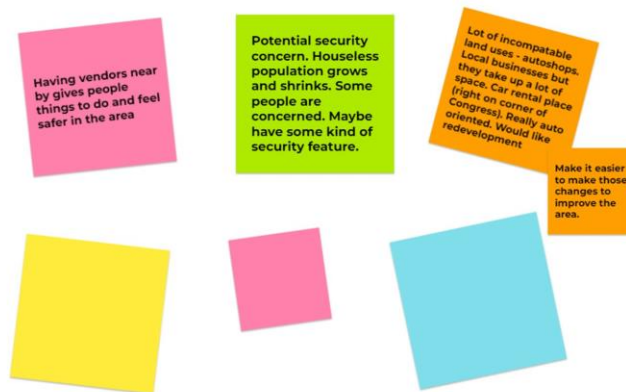 Having vendors near
by gives people
things to do and feel
safer in the area
Potential security
concern. Houseless
population grows
and shrinks. Some
people are
concerned. Maybe
have some kind of
security feature.
Lot of incompatable
land uses - autoshops.
Local businesses but
they take up a lot of
space. Car rental place
(right on corner of
Congress). Really auto
oriented. Would like
redevelopment
Make it easier
to make those
changes to
improve the
area.